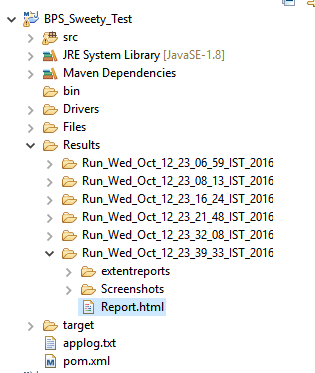 BPS_Sweety_Test
src
JRE System Library [JavaSE-1.8]
Maven Dependencies
bin
Drivers
Files
Results
Run_Wed_Oct_12_23_06_59_IST_2016
Run_Wed_Oct_12_23_08_13_IST_2016
Run_Wed_Oct_12_23_16_24_IST_2016
Run_Wed_Oct_12_23_21_48_IST_2016
Run_Wed_Oct_12_23_32_08_IST_2016
Run_Wed_Oct_12_23_39_33_IST_2016
extentreports
Screenshots
Report.html
target
applog.txt
pom.xml